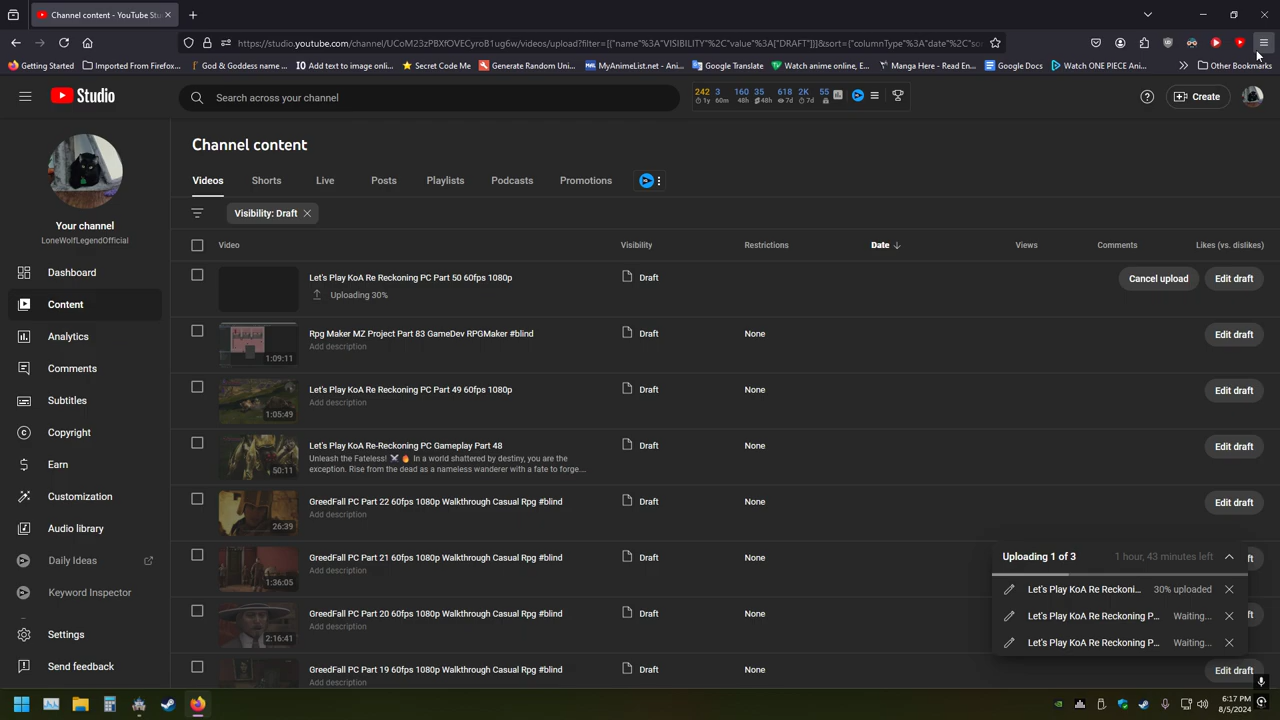 Channel content - YouTube Stu
https://studio.youtube.com/channel/UCoM23zPBXfOVECyroB1ug6w/videos/upload?filter=[{"name"%3A"VISIBILITY"%2C"value"%3A["DRAFT"]}]&sort={"columnType"%3A"date"%2C"sor
Getting Started
Imported From Firefox...
God & Goddess name ...
Add text to image onli...
Secret Code Me
Generate Random Uni...
MyAnimeList.net - Ani...
Google Translate
Watch anime online, E...
Manga Here - Read En...
Google Docs
Watch ONE PIECE Ani...
Other Bookmarks
Studio
Search across your channel
242 3 160 35 618 2K 55
1y 60m 48h 48h 7d 7d
Create
Channel content
Videos Shorts Live Posts Playlists Podcasts Promotions
Visibility: Draft
Your channel
LoneWolfLegendOfficial
Dashboard
Content
Analytics
Comments
Subtitles
Copyright
Earn
Customization
Audio library
Daily Ideas
Keyword Inspector
Settings
Send feedback
Video Visibility Restrictions Date Views Comments Likes (vs. dislikes)
Let's Play KoA Re Reckoning PC Part 50 60fps 1080p
Draft
Cancel upload
Edit draft
Uploading 30%
Rpg Maker MZ Project Part 83 GameDev RPGMaker #blind
Draft
None
Edit draft
Add description
1:09:11
Let's Play KoA Re Reckoning PC Part 49 60fps 1080p
Draft
None
Edit draft
Add description
1:05:49
Let's Play KoA Re-Reckoning PC Gameplay Part 48
Draft
None
Edit draft
Unleash the Fateless! ⚔️🔥 In a world shattered by destiny, you are the
exception. Rise from the dead as a nameless wanderer with a fate to forge...
50:11
GreedFall PC Part 22 60fps 1080p Walkthrough Casual Rpg #blind
Draft
None
Edit draft
Add description
26:39
GreedFall PC Part 21 60fps 1080p Walkthrough Casual Rpg #blind
Draft
None
Add description
1:36:05
GreedFall PC Part 20 60fps 1080p Walkthrough Casual Rpg #blind
Draft
None
Add description
2:16:41
GreedFall PC Part 19 60fps 1080p Walkthrough Casual Rpg #blind
Draft
None
Edit draft
Add description
Uploading 1 of 3
1 hour, 43 minutes left
Let's Play KoA Re Reckoni...
30% uploaded
Let's Play KoA Re Reckoning P...
Waiting...
Let's Play KoA Re Reckoning P...
Waiting...
6:17 PM
8/5/2024